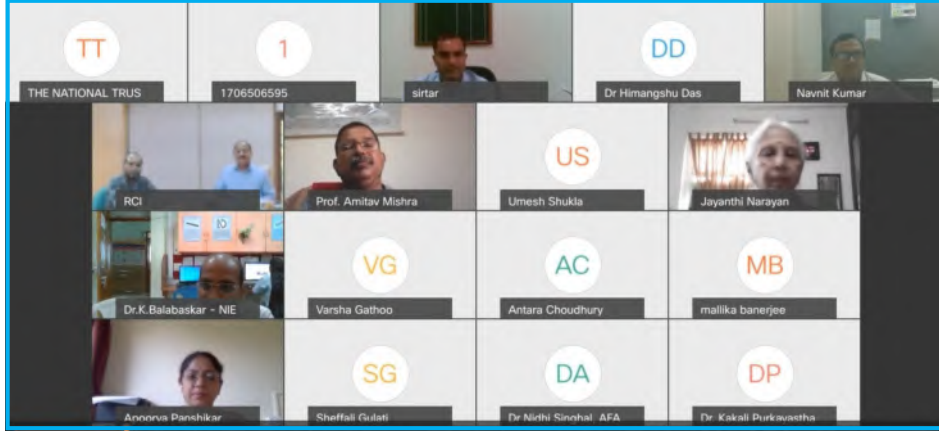 TT
THE NATIONAL TRUS
1
1706506595
sirtar
DD
Dr Himangshu Das
Navnit Kumar
RCI
Prof. Amitav Mishra
US
Umesh Shukla
Jayanthi Narayan
Dr.K.Balabaskar - NIE
VG
Varsha Gathoo
AC
Antara Choudhury
MB
mallika banerjee
Apoorva Panshikar
SG
Sheffali Gulati
DA
Dr Nidhi Singhal, AFA
DP
Dr. Kakali Purkayastha